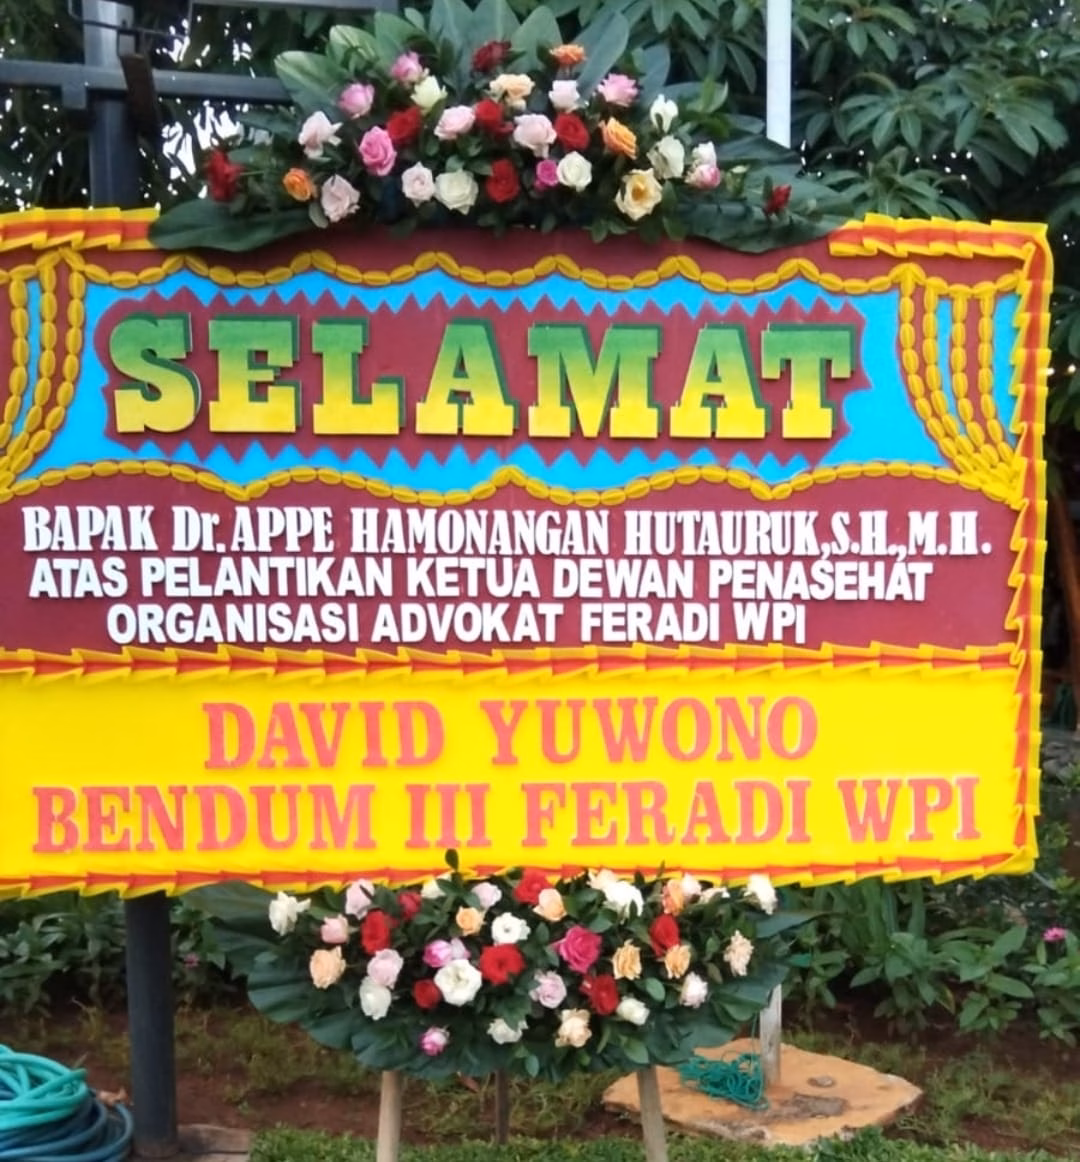 SELAMAT
BAPAK Dr. APPE HAMONANGAN HUTAURUK,S.H.,M.H.
ATAS PELANTIKAN KETUA DEWAN PENASEHAT
ORGANISASI ADVOKAT FERADI WPI
DAVID YUWONO
BENDUM III FERADI WPI